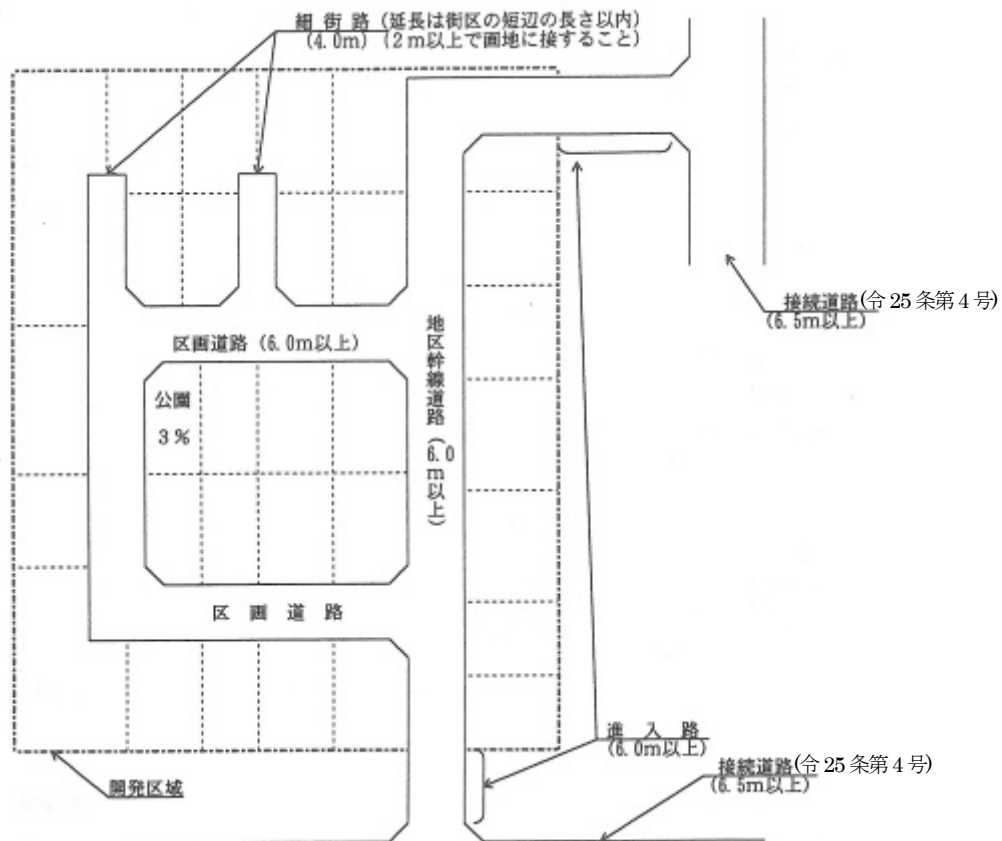 細街路(延長は街区の短辺の長さ以内)
(4.0m)(2m以上で画地に接すること)
接続道路(令25条第4号)
(6.5m以上)
区画道路(6.0m以上)
地区幹線道路(6.0m以上)
公園
3%
区画道路
進入路
(6.0m以上)
接続道路(令25条第4号)
(6.5m以上)
開発区域